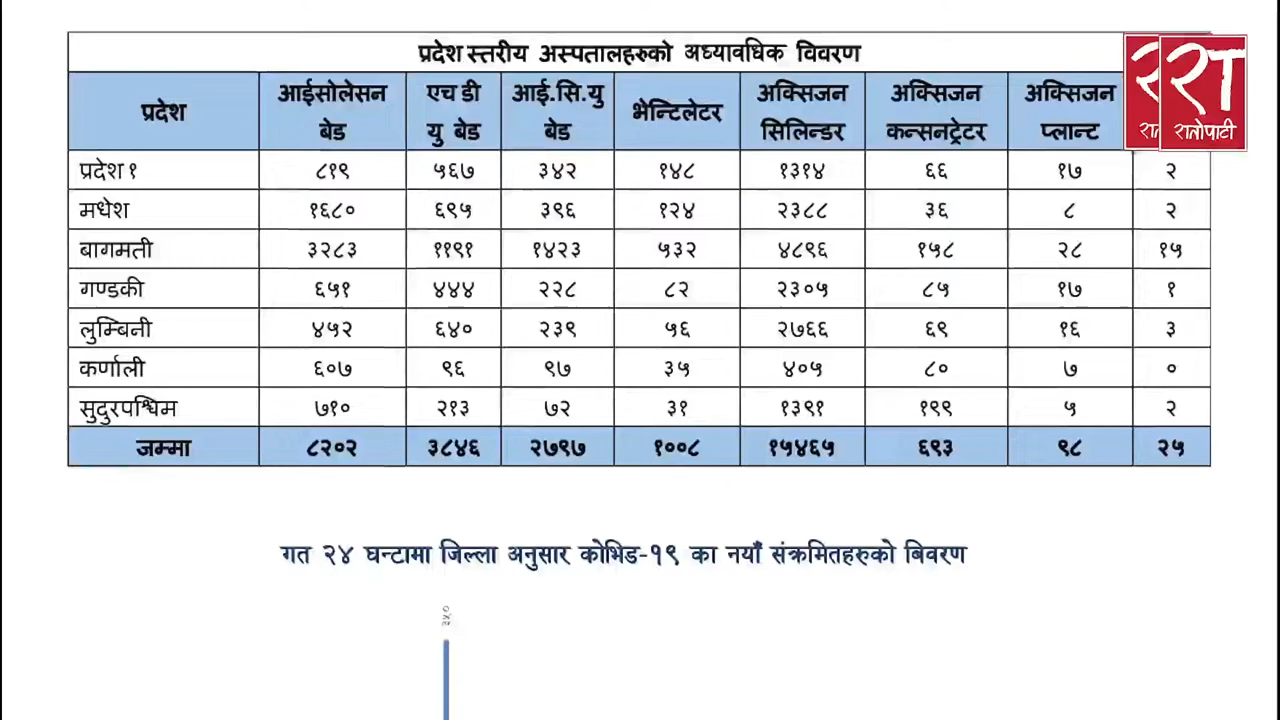 प्रदेश स्तरीय अस्पतालहरुको अध्यावधिक विवरण
प्रदेश आईसोलेसन बेड एच डी यु बेड आई.सि.यु बेड भेन्टिलेटर अक्सिजन सिलिन्डर अक्सिजन कन्सनट्रेटर अक्सिजन प्लान्ट
प्रदेश १ ८१९ ५६७ ३४२ १४८ १३१४ ६६ १७ २
मधेश १६८० ६९५ ३९६ १२४ २३८८ ३६ ८ २
बागमती ३२८३ ११९१ १४२३ ५३२ ४८९६ १५८ २८ १५
गण्डकी ६५१ ४४४ २२८ ८२ २३०५ ८५ १७ १
लुम्बिनी ४५२ ६४० २३९ ५६ २७६६ ६९ १६ ३
कर्णाली ६०७ ९६ ९७ ३५ ४०५ ८० ७ ०
सुदुरपश्चिम ७१० २१३ ७२ ३१ १३९१ १९९ ५ २
जम्मा ८२०२ ३८४६ २७९७ १००८ १५४६५ ६९३ ९८ २५
गत २४ घन्टामा जिल्ला अनुसार कोभिड-१९ का नयाँ संक्रमितहरुको बिवरण
रातोपाटी